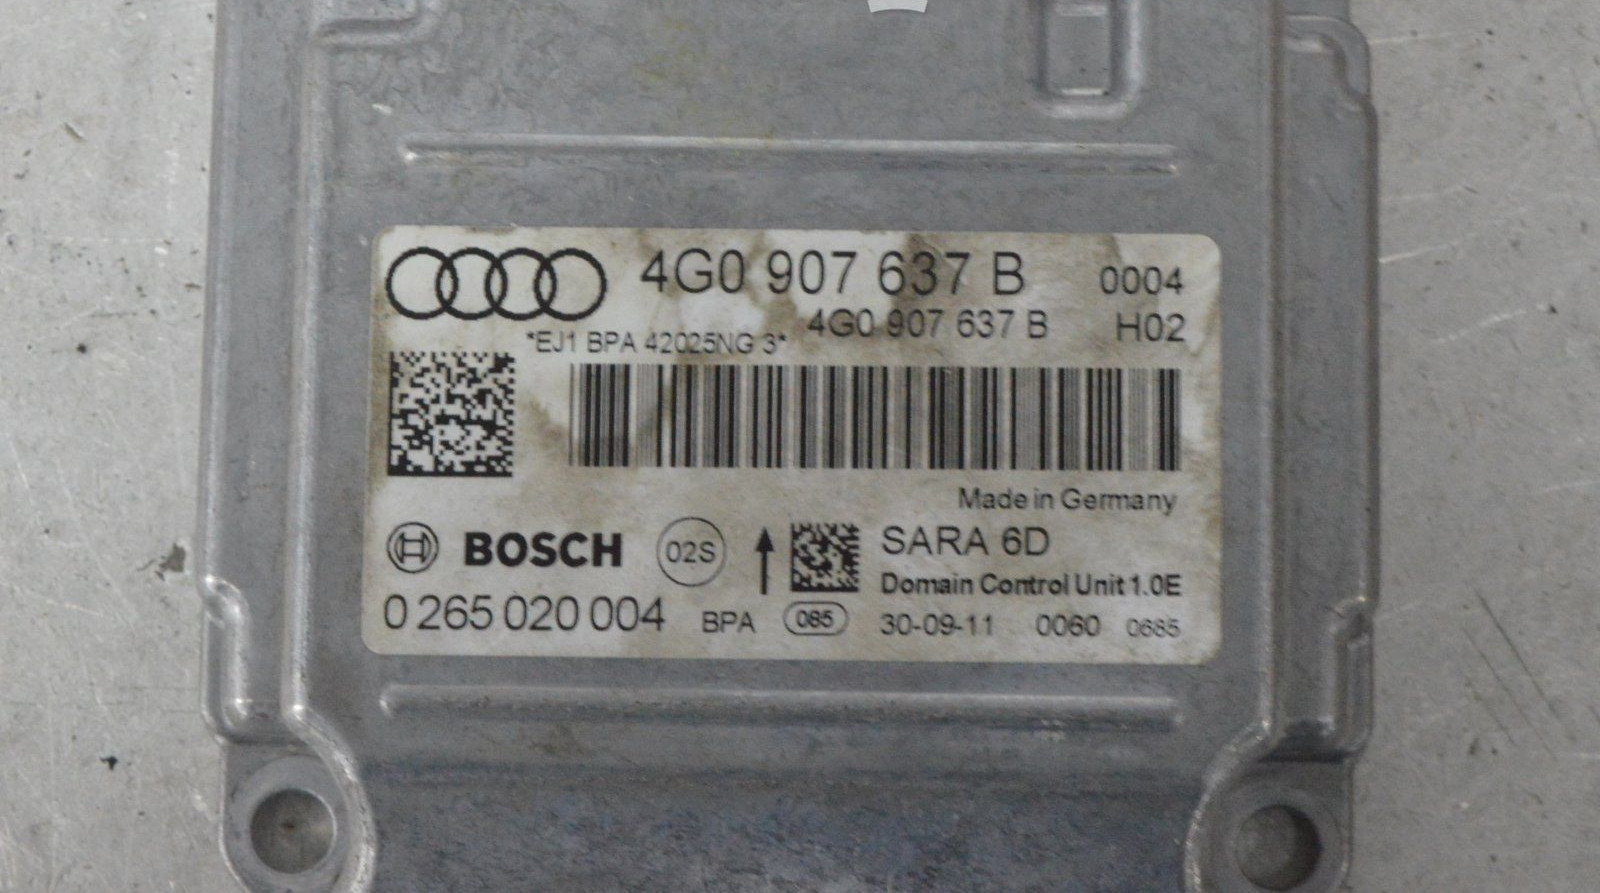 4G0 907 637 B 0004
4G0 907 637 B H02
*EJ1 BPA 42025NG 3*
Made in Germany
BOSCH 02S SARA 6D
Domain Control Unit 1.0E
0 265 020 004 BPA 085 30-09-11 0060 0685